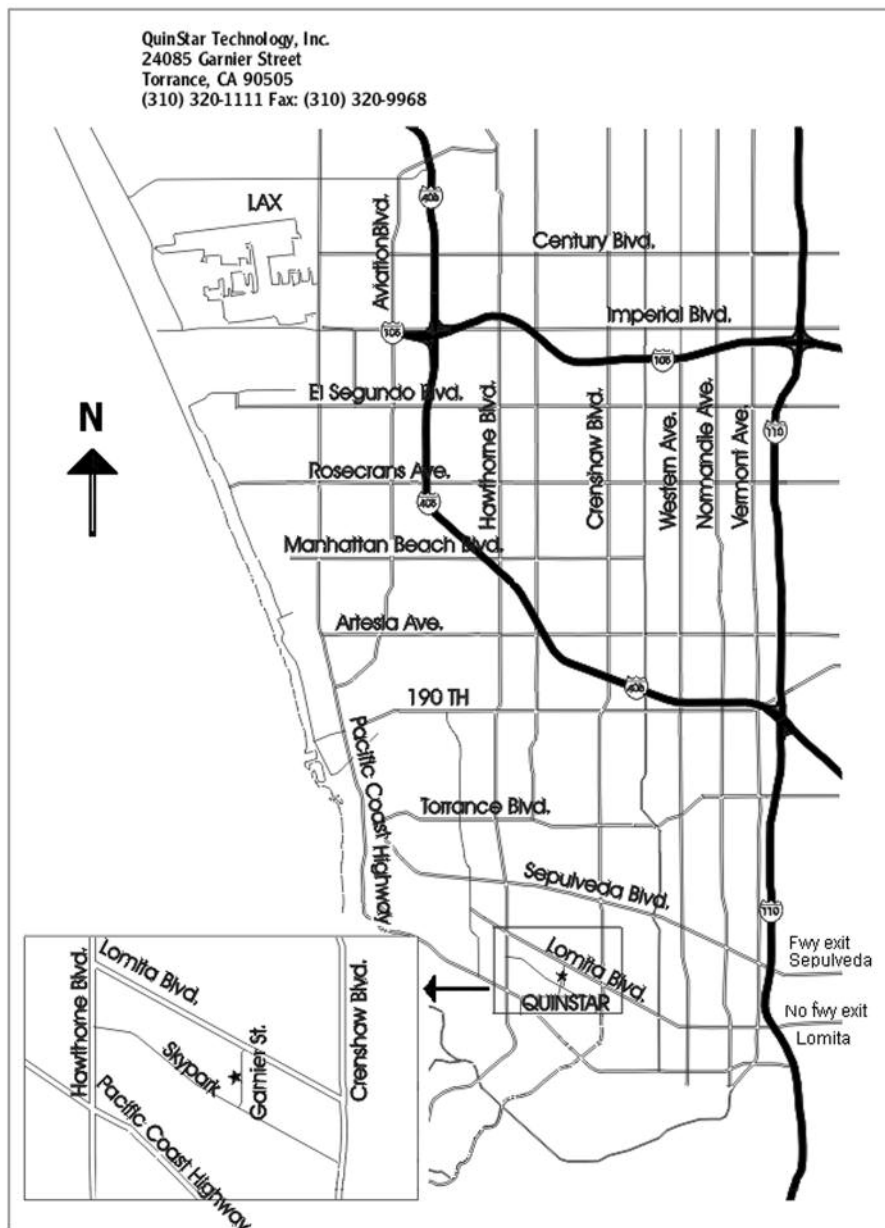 QuinStar Technology, Inc.
24085 Garnier Street
Torrance, CA 90505
(310) 320-1111 Fax: (310) 320-9968
LAX
405
Aviation Blvd.
Century Blvd.
Imperial Blvd.
105
105
El Segundo Blvd.
N
Hawthorne Blvd.
Crenshaw Blvd.
Western Ave.
Normandie Ave.
Vermont Ave.
110
Rosecrans Ave.
405
Manhattan Beach Blvd.
Artesia Ave.
405
190 TH
Pacific Coast Highway
Torrance Blvd.
Sepulveda Blvd.
110
Fwy exit
Sepulveda
Lomita Blvd.
QUINSTAR
No fwy exit
Lomita
Hawthorne Blvd.
Lomita Blvd.
Crenshaw Blvd.
Skypark
Garnier St.
Pacific Coast Highway